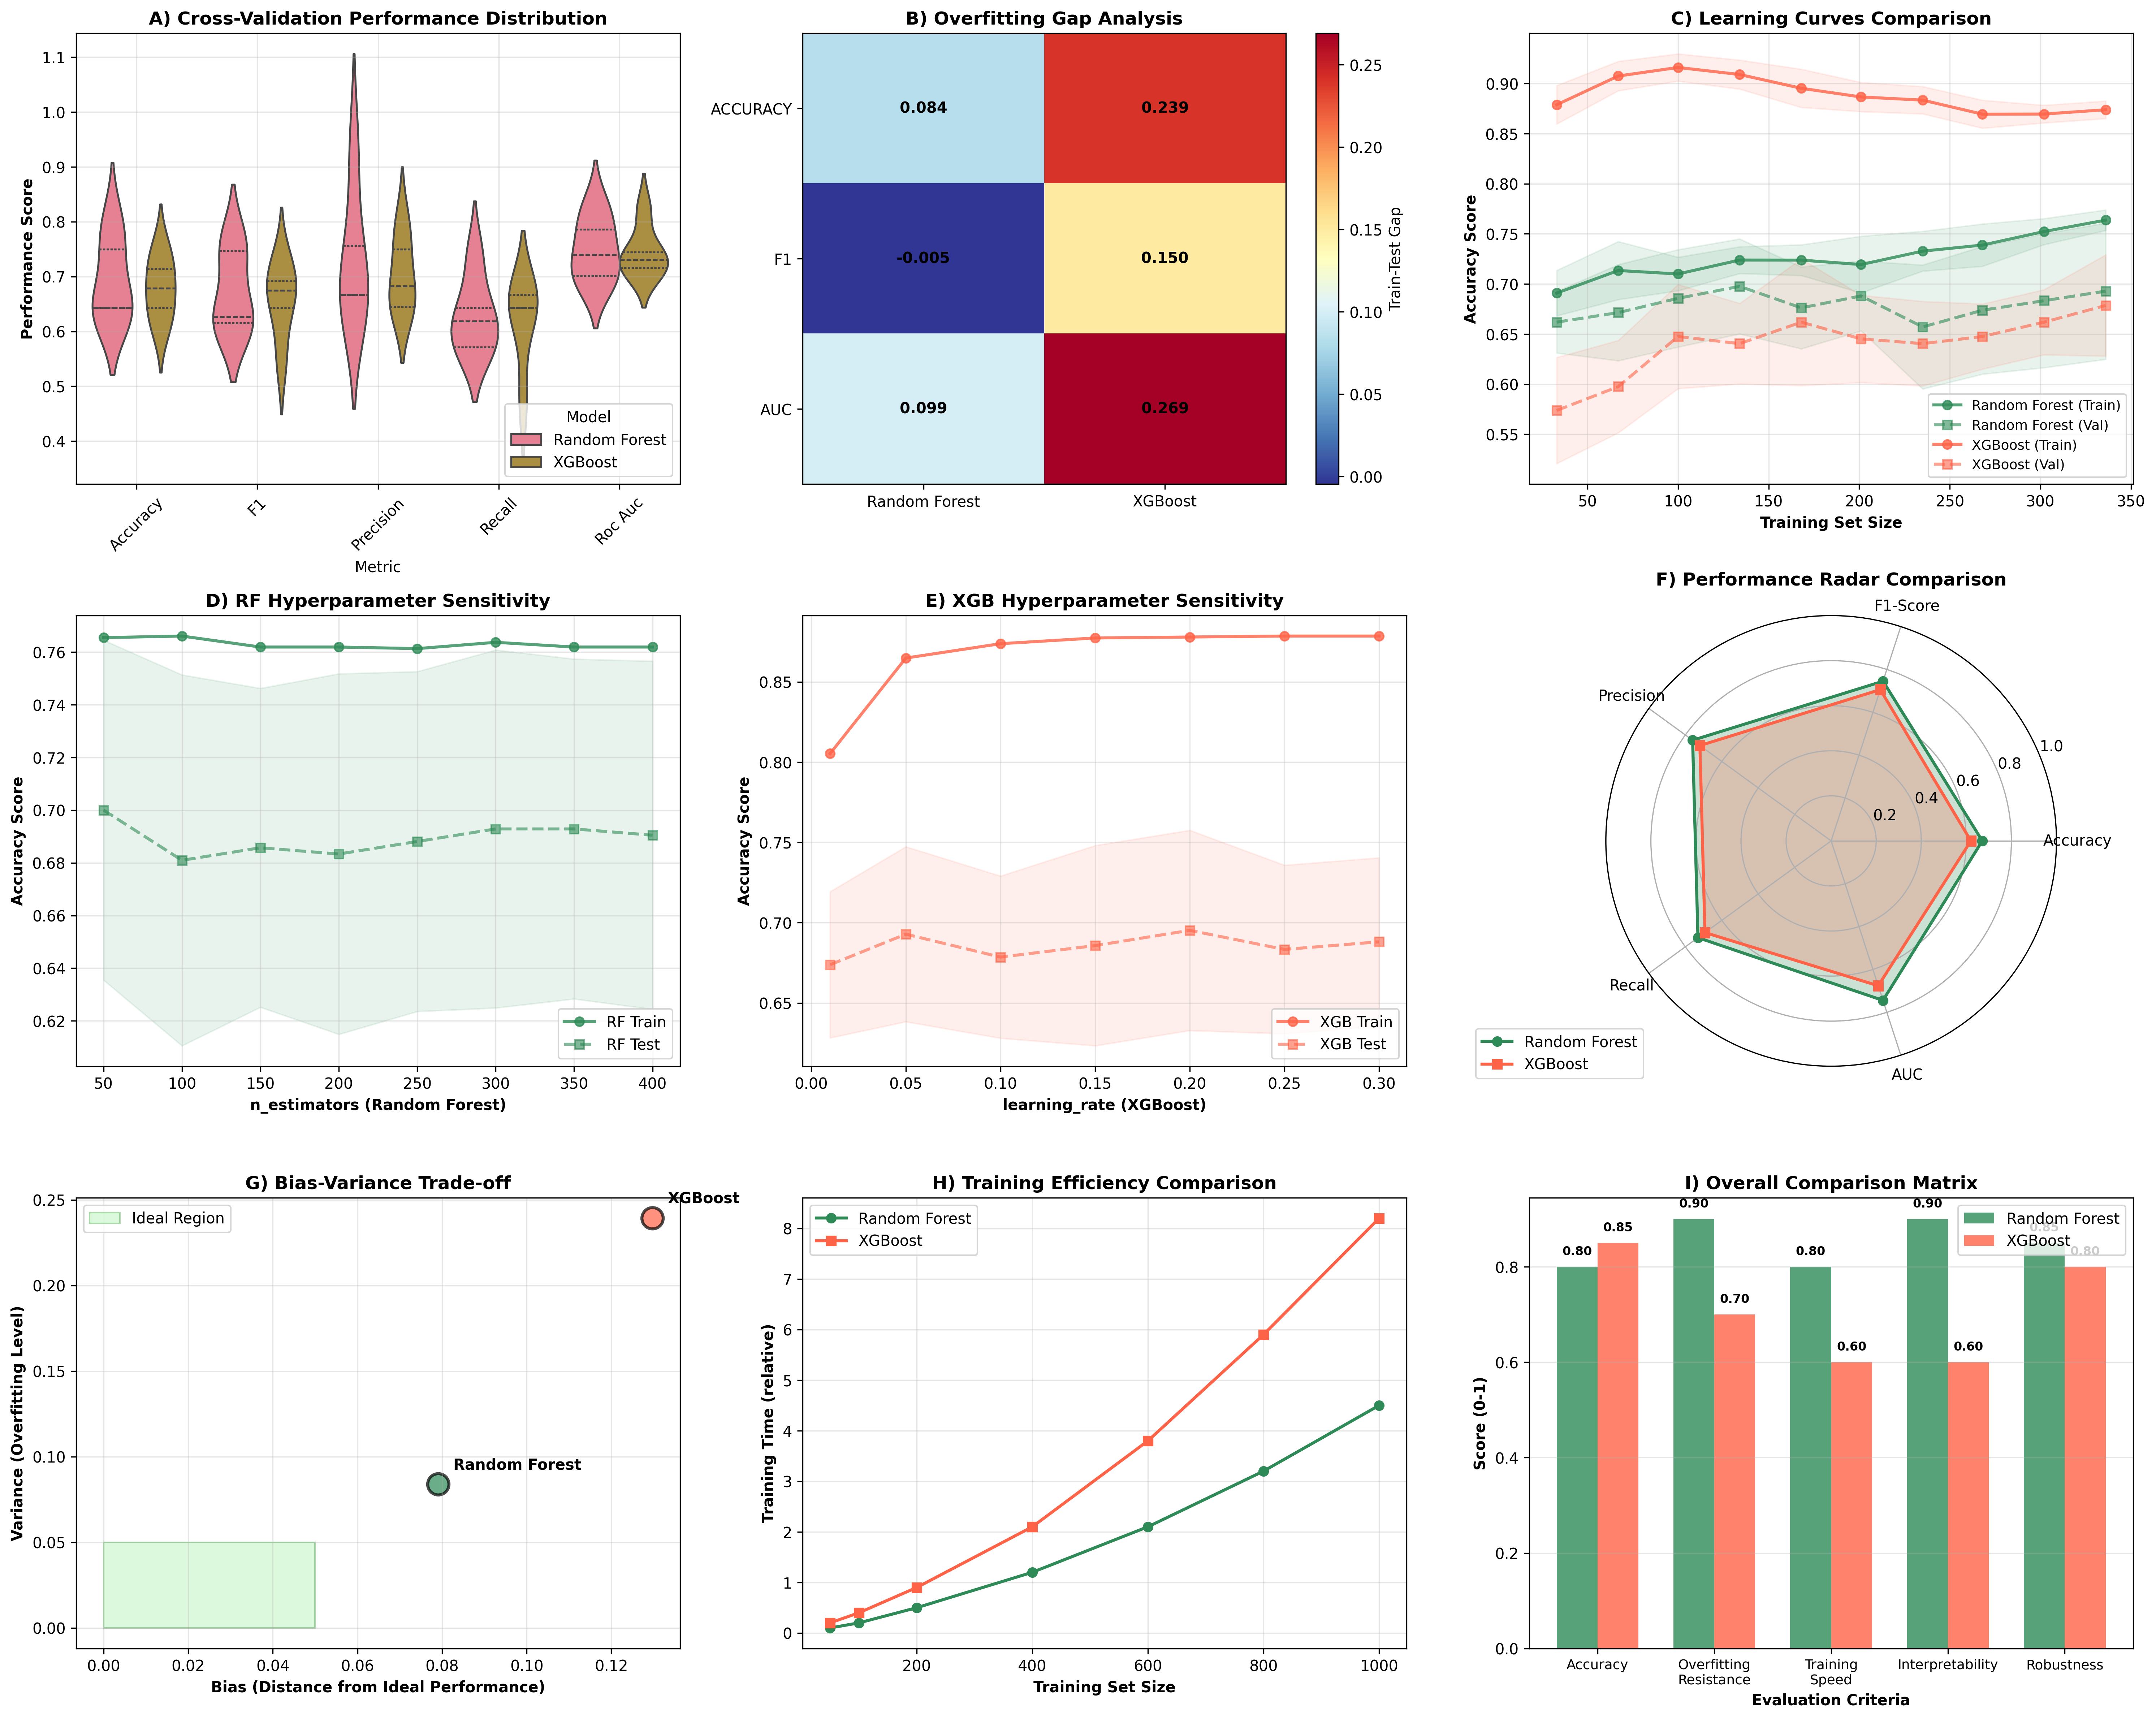 A) Cross-Validation Performance Distribution
Performance Score
1.1
1.0
0.9
0.8
0.7
0.6
0.5
0.4
Accuracy
F1
Precision
Recall
Roc Auc
Metric
Model
Random Forest
XGBoost
B) Overfitting Gap Analysis
ACCURACY
F1
AUC
0.084
0.239
-0.005
0.150
0.099
0.269
Random Forest
XGBoost
0.25
0.20
0.15
0.10
0.05
0.00
Train-Test Gap
C) Learning Curves Comparison
Accuracy Score
0.90
0.85
0.80
0.75
0.70
0.65
0.60
0.55
50
100
150
200
250
300
350
Training Set Size
Random Forest (Train)
Random Forest (Val)
XGBoost (Train)
XGBoost (Val)
D) RF Hyperparameter Sensitivity
Accuracy Score
0.76
0.74
0.72
0.70
0.68
0.66
0.64
0.62
50
100
150
200
250
300
350
400
n_estimators (Random Forest)
RF Train
RF Test
E) XGB Hyperparameter Sensitivity
Accuracy Score
0.85
0.80
0.75
0.70
0.65
0.00
0.05
0.10
0.15
0.20
0.25
0.30
learning_rate (XGBoost)
XGB Train
XGB Test
F) Performance Radar Comparison
F1-Score
Precision
Accuracy
Recall
AUC
0.2
0.4
0.6
0.8
1.0
Random Forest
XGBoost
G) Bias-Variance Trade-off
Variance (Overfitting Level)
0.25
0.20
0.15
0.10
0.05
0.00
0.00
0.02
0.04
0.06
0.08
0.10
0.12
Bias (Distance from Ideal Performance)
Ideal Region
XGBoost
Random Forest
H) Training Efficiency Comparison
Training Time (relative)
8
7
6
5
4
3
2
1
0
200
400
600
800
1000
Training Set Size
Random Forest
XGBoost
I) Overall Comparison Matrix
Score (0-1)
0.8
0.6
0.4
0.2
0.0
0.80
0.85
0.90
0.70
0.80
0.60
0.90
0.60
0.85
0.80
Random Forest
XGBoost
Accuracy
Overfitting
Resistance
Training
Speed
Interpretability
Robustness
Evaluation Criteria